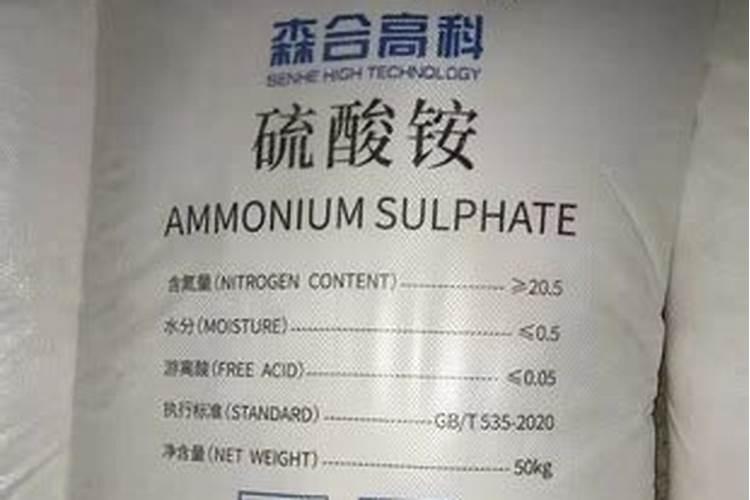 森合高科
SENHE HIGH TECHNOLOGY
硫酸铵
AMMONIUM SULPHATE
含氮量(NITROGEN CONTENT) ≥20.5
水分(MOISTURE) ≤0.5
游离酸(FREE ACID) ≤0.05
执行标准(STANDARD) GB/T 535-2020
净含量(NET WEIGHT) 50kg